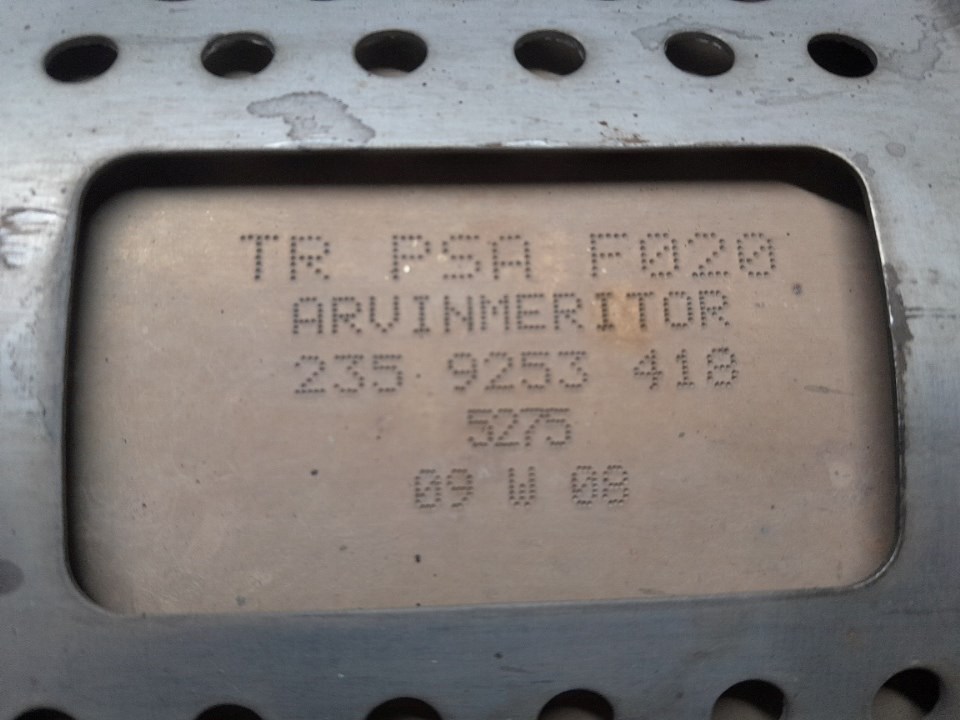 TR PSA F020
ARVINMERITOR
235 9253 418
5275
09 W 08